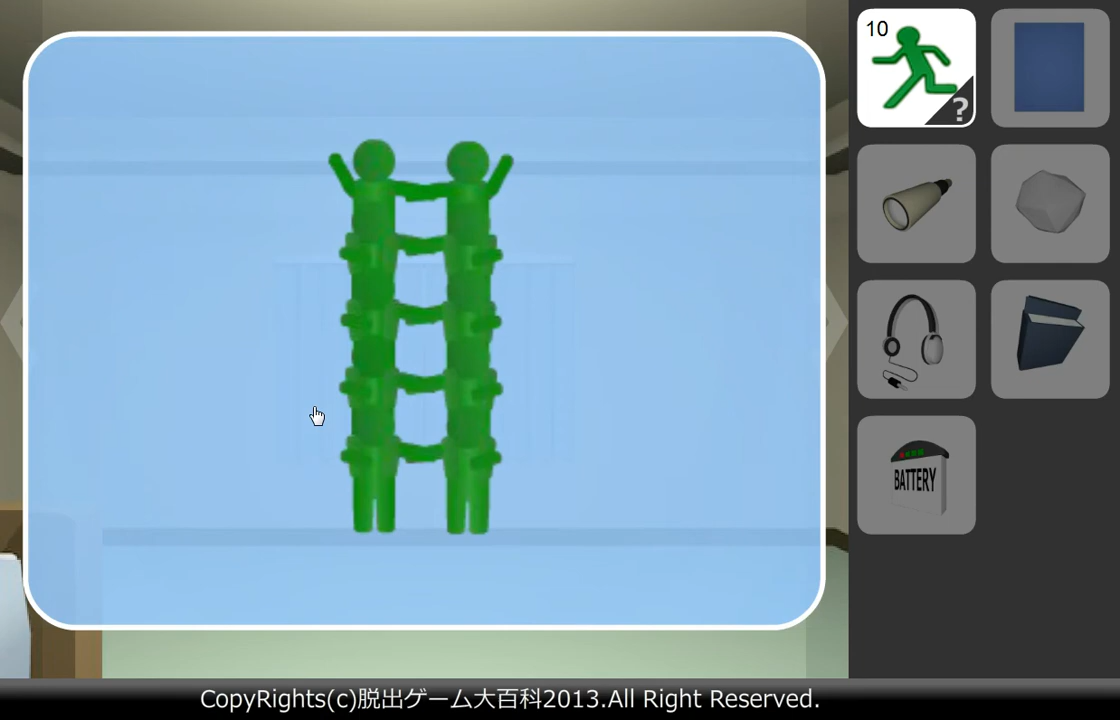 10
?
BATTERY
CopyRights(c)脱出ゲーム大百科2013.All Right Reserved.